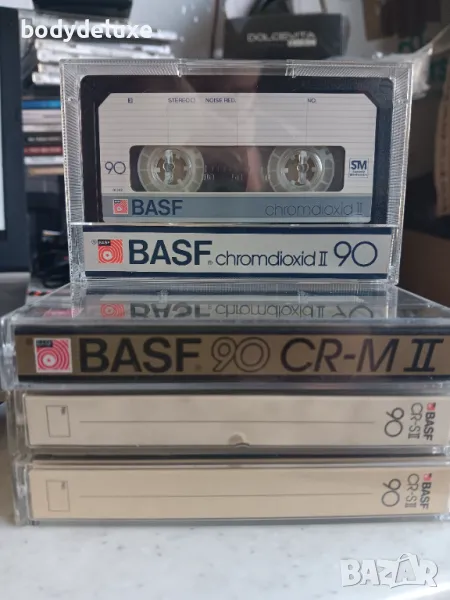 bodydeluxe
DOLCEVITA
B STEREO NOISE RED. NO.
90
SM
BASF chromdioxid II
BASF chromdioxid II 90
BASF 90 CR-M II
BASF
CR-S II
90
BASF
CR-S II
90
BAZAR